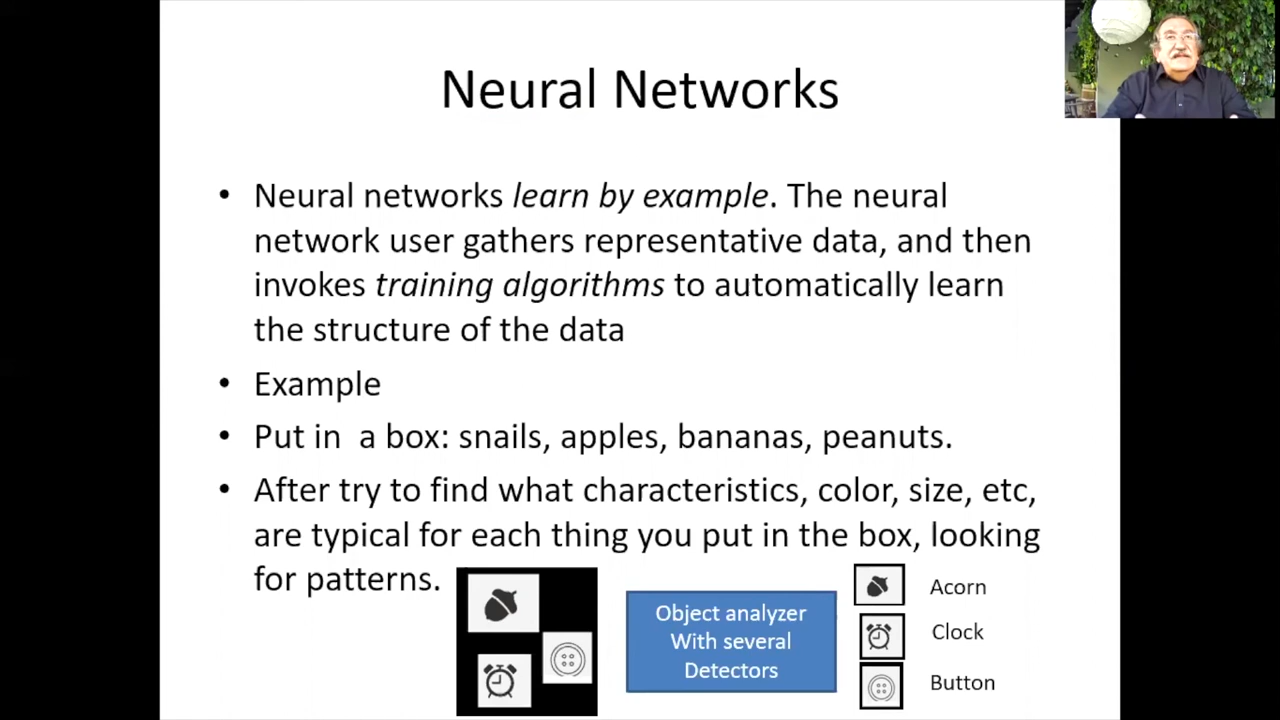 Neural Networks
• Neural networks learn by example. The neural
network user gathers representative data, and then
invokes training algorithms to automatically learn
the structure of the data
• Example
• Put in  a box: snails, apples, bananas, peanuts.
• After try to find what characteristics, color, size, etc,
are typical for each thing you put in the box, looking
for patterns.
Object analyzer
With several
Detectors
Acorn
Clock
Button